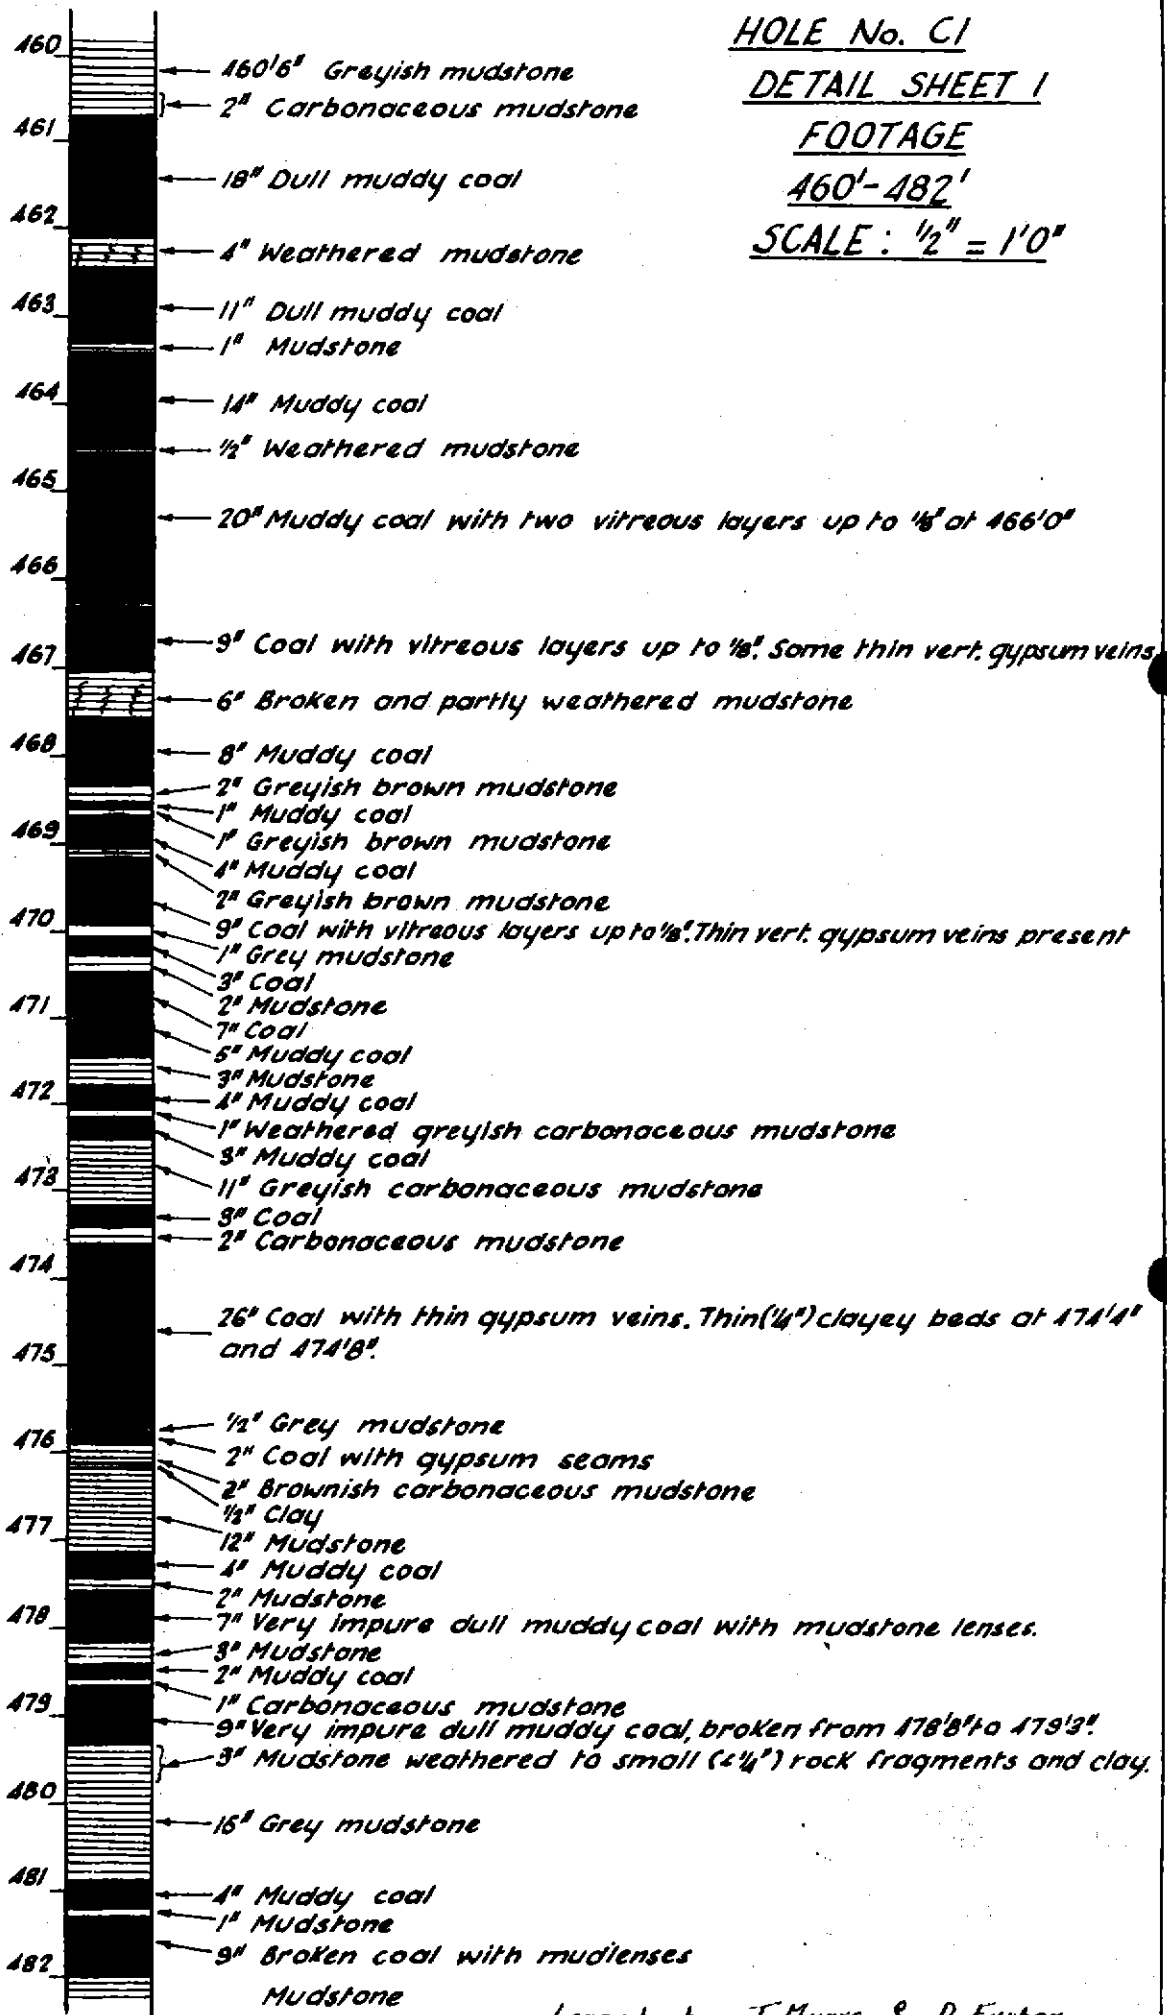 HOLE No. C1
DETAIL SHEET 1
FOOTAGE
460'-482'
SCALE : 1/2" = 1'0"
460
460'6" Greyish mudstone
2" Carbonaceous mudstone
461
18" Dull muddy coal
462
4" Weathered mudstone
463
11" Dull muddy coal
1" Mudstone
464
14" Muddy coal
1/2" Weathered mudstone
465
20" Muddy coal with two vitreous layers up to 1/8" at 466'0"
466
9" Coal with vitreous layers up to 1/8". Some thin vert. gypsum veins
467
6" Broken and partly weathered mudstone
468
8" Muddy coal
2" Greyish brown mudstone
1" Muddy coal
469
1" Greyish brown mudstone
4" Muddy coal
2" Greyish brown mudstone
470
9" Coal with vitreous layers up to 1/8". Thin vert. gypsum veins present
1" Grey mudstone
3" Coal
2" Mudstone
471
7" Coal
5" Muddy coal
3" Mudstone
472
4" Muddy coal
1" Weathered greyish carbonaceous mudstone
3" Muddy coal
473
11" Greyish carbonaceous mudstone
3" Coal
2" Carbonaceous mudstone
474
26" Coal with thin gypsum veins. Thin (1/4") clayey beds at 474'4"
and 474'8".
475
1/2" Grey mudstone
476
2" Coal with gypsum seams
2" Brownish carbonaceous mudstone
1/2" Clay
477
12" Mudstone
4" Muddy coal
2" Mudstone
478
7" Very impure dull muddy coal with mudstone lenses.
3" Mudstone
2" Muddy coal
479
1" Carbonaceous mudstone
9" Very impure dull muddy coal, broken from 478'8" to 479'3".
3" Mudstone weathered to small (<1/4") rock fragments and clay.
480
16" Grey mudstone
481
4" Muddy coal
1" Mudstone
482
9" Broken coal with mudlenses
Mudstone